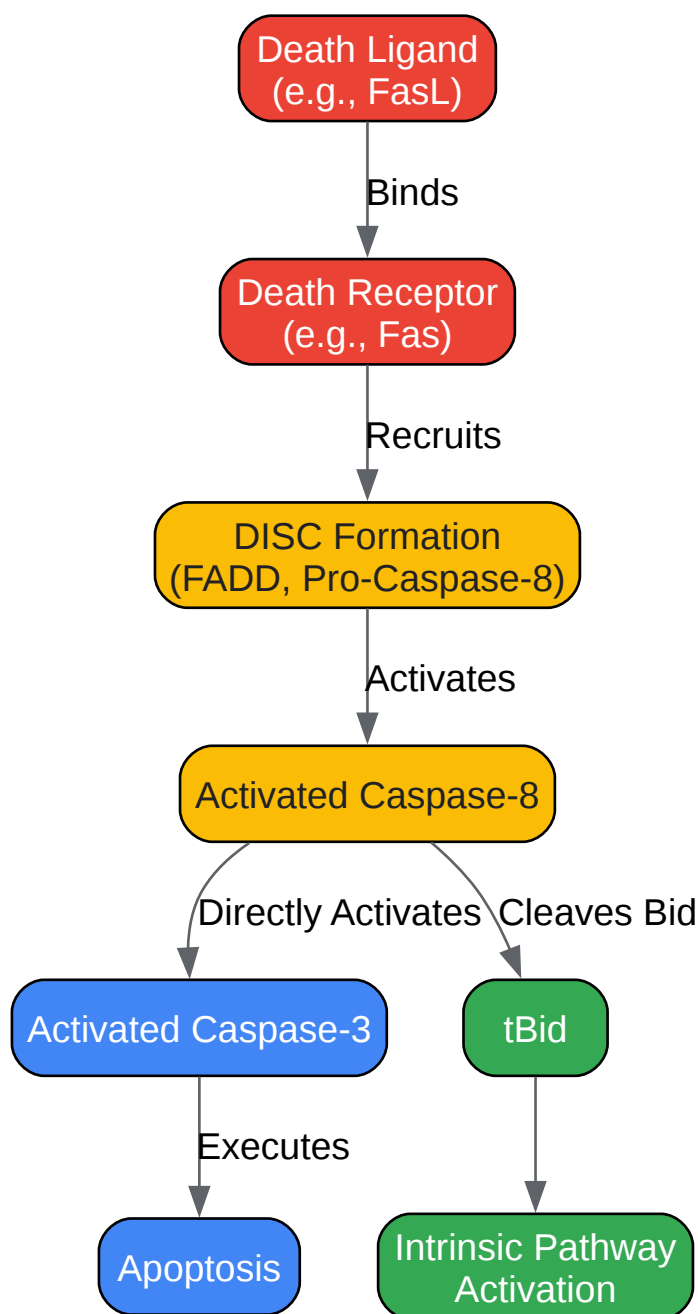 Death Ligand
(e.g., FasL)
Binds
Death Receptor
(e.g., Fas)
Recruits
DISC Formation
(FADD, Pro-Caspase-8)
Activates
Activated Caspase-8
Directly Activates
Cleaves Bid
Activated Caspase-3
tBid
Executes
Apoptosis
Intrinsic Pathway
Activation